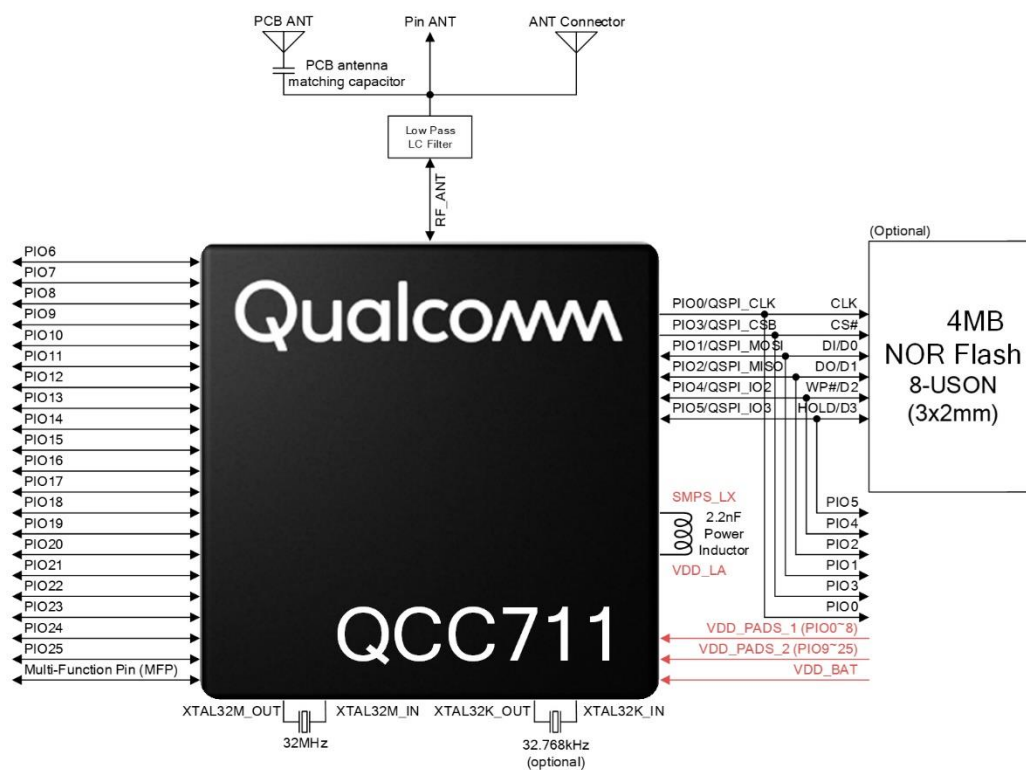 PCB ANT
Pin ANT
ANT Connector
PCB antenna
matching capacitor
Low Pass
LC Filter
RF_ANT
PIO6
PIO7
PIO8
PIO9
PIO10
PIO11
PIO12
PIO13
PIO14
PIO15
PIO16
PIO17
PIO18
PIO19
PIO20
PIO21
PIO22
PIO23
PIO24
PIO25
Multi-Function Pin (MFP)
Qualcomm
QCC711
PIO0/QSPI_CLK
PIO3/QSPI_CSB
PIO1/QSPI_MOSI
PIO2/QSPI_MISO
PIO4/QSPI_IO2
PIO5/QSPI_IO3
CLK
CS#
DI/D0
DO/D1
WP#/D2
HOLD/D3
(Optional)
4MB
NOR Flash
8-USON
(3x2mm)
SMPS_LX
2.2nF
Power
Inductor
VDD_LA
PIO5
PIO4
PIO2
PIO1
PIO3
PIO0
VDD_PADS_1 (PIO0~8)
VDD_PADS_2 (PIO9~25)
VDD_BAT
XTAL32M_OUT
XTAL32M_IN
32MHz
XTAL32K_OUT
XTAL32K_IN
32.768kHz
(optional)